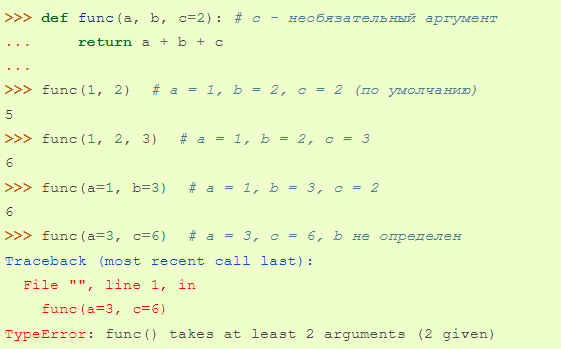 >>> def func(a, b, c=2): # c - необязательный аргумент
...     return a + b + c
...
>>> func(1, 2)  # a = 1, b = 2, c = 2 (по умолчанию)
5
>>> func(1, 2, 3)  # a = 1, b = 2, c = 3
6
>>> func(a=1, b=3)  # a = 1, b = 3, c = 2
6
>>> func(a=3, c=6)  # a = 3, c = 6, b не определен
Traceback (most recent call last):
  File "", line 1, in
    func(a=3, c=6)
TypeError: func() takes at least 2 arguments (2 given)